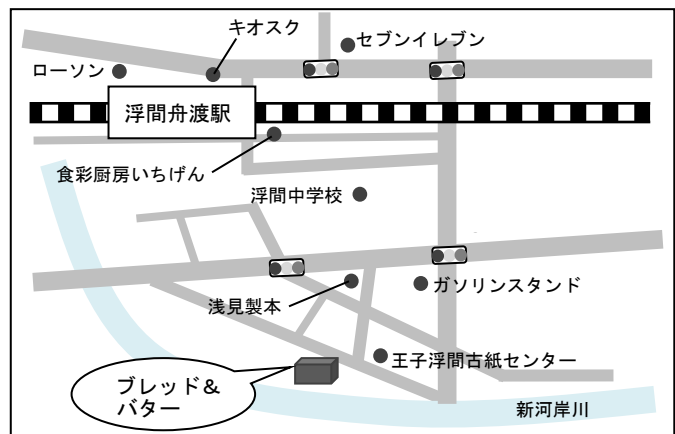 キオスク
セブンイレブン
ローソン
浮間舟渡駅
食彩厨房いちげん
浮間中学校
浅見製本
ガソリンスタンド
王子浮間古紙センター
ブレッド＆
バター
新河岸川